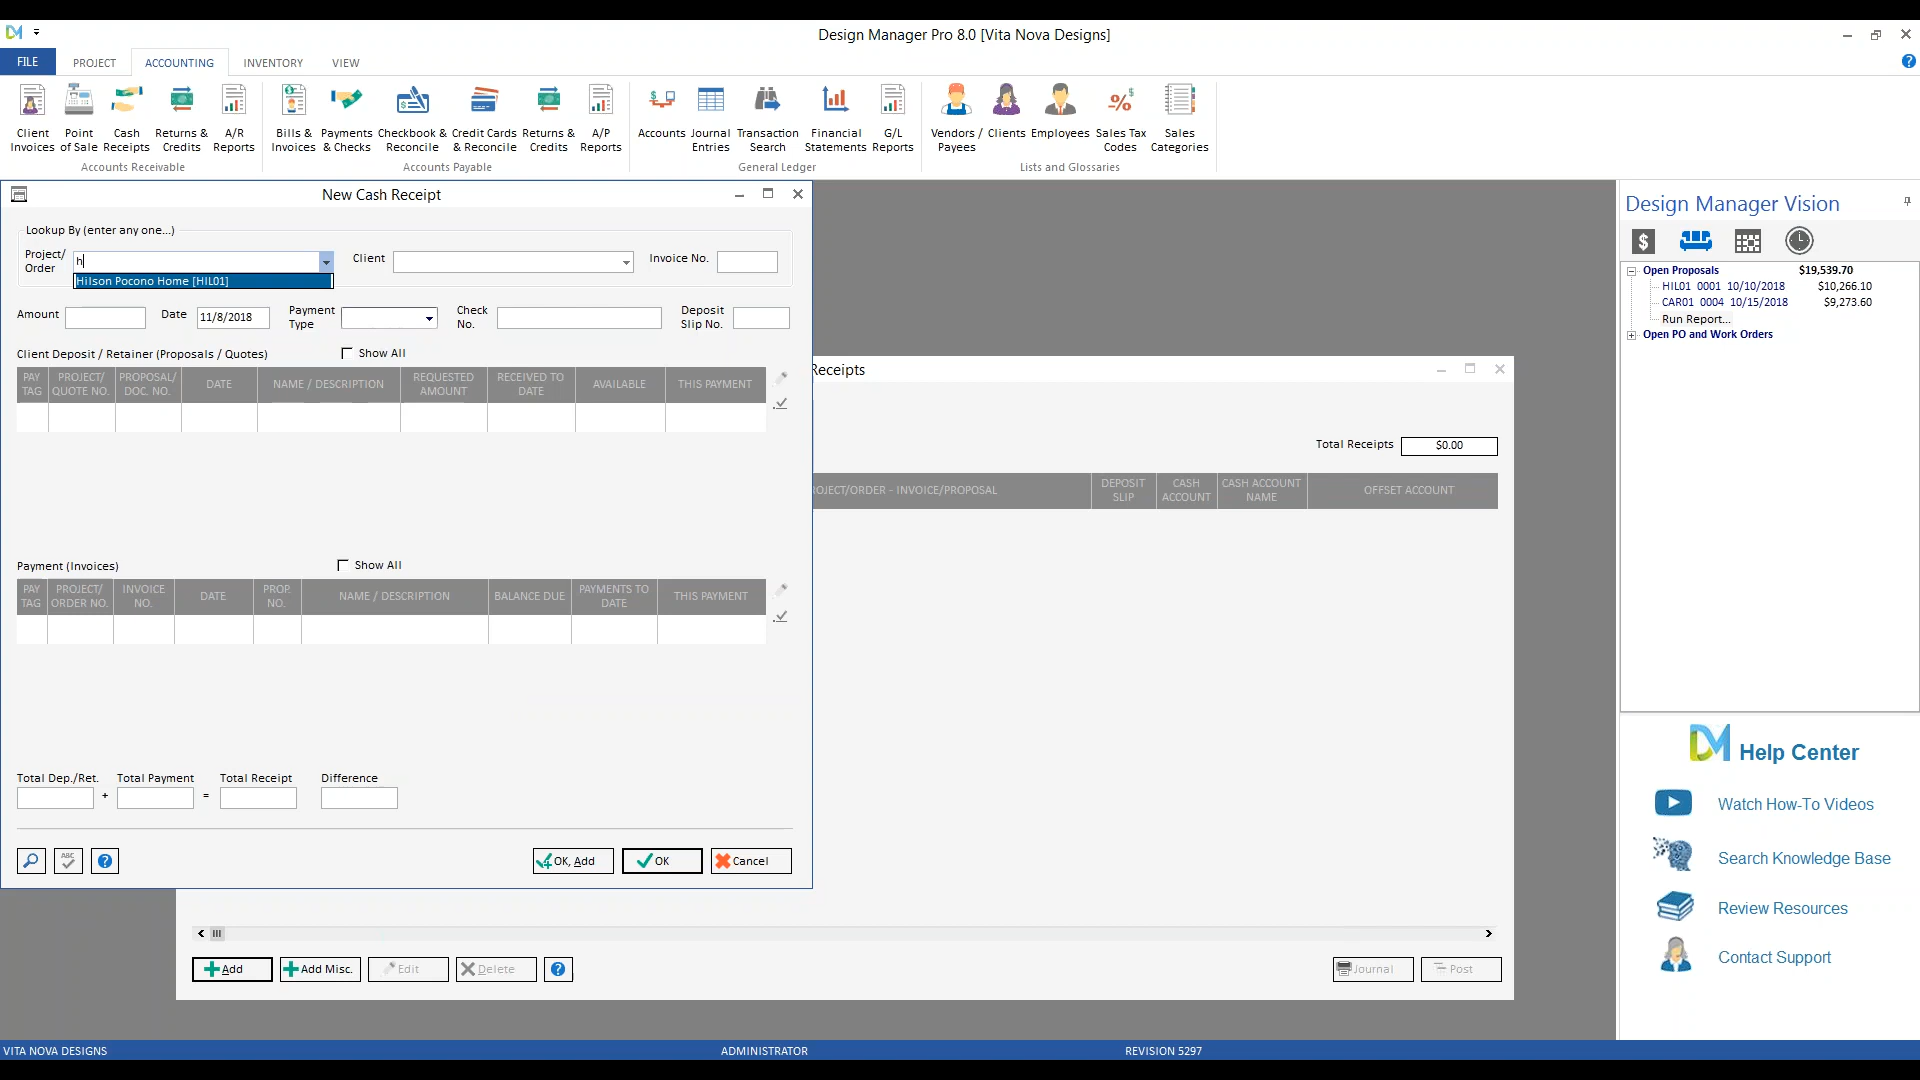 Design Manager Pro 8.0 [Vita Nova Designs]
FILE PROJECT ACCOUNTING INVENTORY VIEW
Client Invoices
Point of Sale
Cash Receipts
Returns & Credits
A/R Reports
Accounts Receivable
Bills & Invoices
Payments & Checks
Checkbook & Reconcile
Credit Cards & Reconcile
Returns & Credits
A/P Reports
Accounts Payable
Accounts
Journal Entries
Transaction Search
Financial Statements
G/L Reports
General Ledger
Vendors / Payees
Clients
Employees
Sales Tax Codes
Sales Categories
Lists and Glossaries
New Cash Receipt
Lookup By (enter any one...)
Project/ Order h
Client
Invoice No.
Hilson Pocono Home [HIL01]
Amount
Date 11/8/2018
Payment Type
Check No.
Deposit Slip No.
Client Deposit / Retainer (Proposals / Quotes) Show All
PAY TAG
PROJECT/ QUOTE NO.
PROPOSAL/ DOC. NO.
DATE
NAME / DESCRIPTION
REQUESTED AMOUNT
RECEIVED TO DATE
AVAILABLE
THIS PAYMENT
Payment (Invoices) Show All
PAY TAG
PROJECT/ ORDER NO.
INVOICE NO.
DATE
PROP. NO.
NAME / DESCRIPTION
BALANCE DUE
PAYMENTS TO DATE
THIS PAYMENT
Total Dep./Ret. Total Payment Total Receipt Difference
+ =
ABC
OK, Add OK Cancel
Receipts
Total Receipts $0.00
OJECT/ORDER - INVOICE/PROPOSAL
DEPOSIT SLIP
CASH ACCOUNT
CASH ACCOUNT NAME
OFFSET ACCOUNT
Add Add Misc. Edit Delete Journal Post
Design Manager Vision
Open Proposals $19,539.70
HIL01 0001 10/10/2018 $10,266.10
CAR01 0004 10/15/2018 $9,273.60
Run Report...
Open PO and Work Orders
DM Help Center
Watch How-To Videos
Search Knowledge Base
Review Resources
Contact Support
VITA NOVA DESIGNS ADMINISTRATOR REVISION 5297